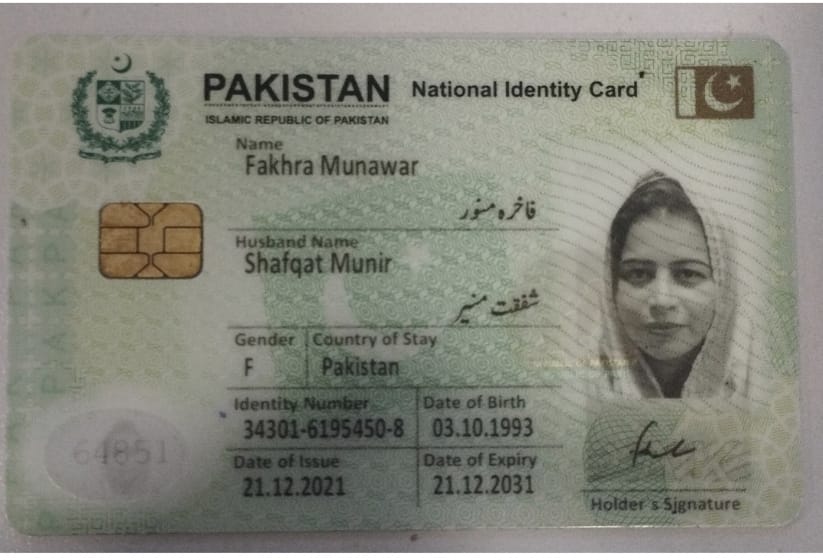 PAKISTAN National Identity Card
ISLAMIC REPUBLIC OF PAKISTAN
Name
Fakhra Munawar
فاخرہ منور
Husband Name
Shafqat Munir
شفقت منیر
Gender Country of Stay
F Pakistan
Identity Number Date of Birth
34301-6195450-8 03.10.1993
Date of Issue Date of Expiry
21.12.2021 21.12.2031
64851
Holder's Signature